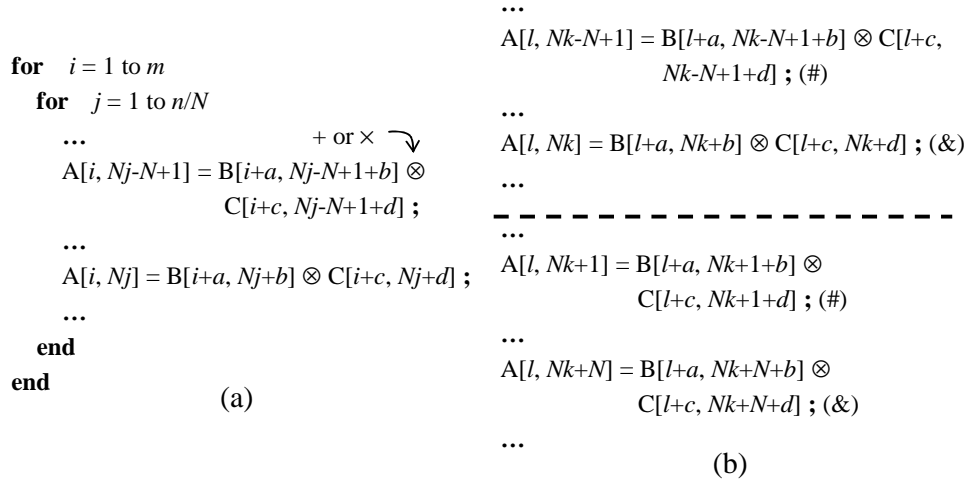 for i = 1 to m
for j = 1 to n/N
...
+ or ×
A[i, Nj-N+1] = B[i+a, Nj-N+1+b] ⊗
C[i+c, Nj-N+1+d] ;
...
A[i, Nj] = B[i+a, Nj+b] ⊗ C[i+c, Nj+d] ;
...
end
end
(a)
...
A[l, Nk-N+1] = B[l+a, Nk-N+1+b] ⊗ C[l+c,
Nk-N+1+d] ; (#)
...
A[l, Nk] = B[l+a, Nk+b] ⊗ C[l+c, Nk+d] ; (&)
...
...
A[l, Nk+1] = B[l+a, Nk+1+b] ⊗
C[l+c, Nk+1+d] ; (#)
...
A[l, Nk+N] = B[l+a, Nk+N+b] ⊗
C[l+c, Nk+N+d] ; (&)
...
(b)